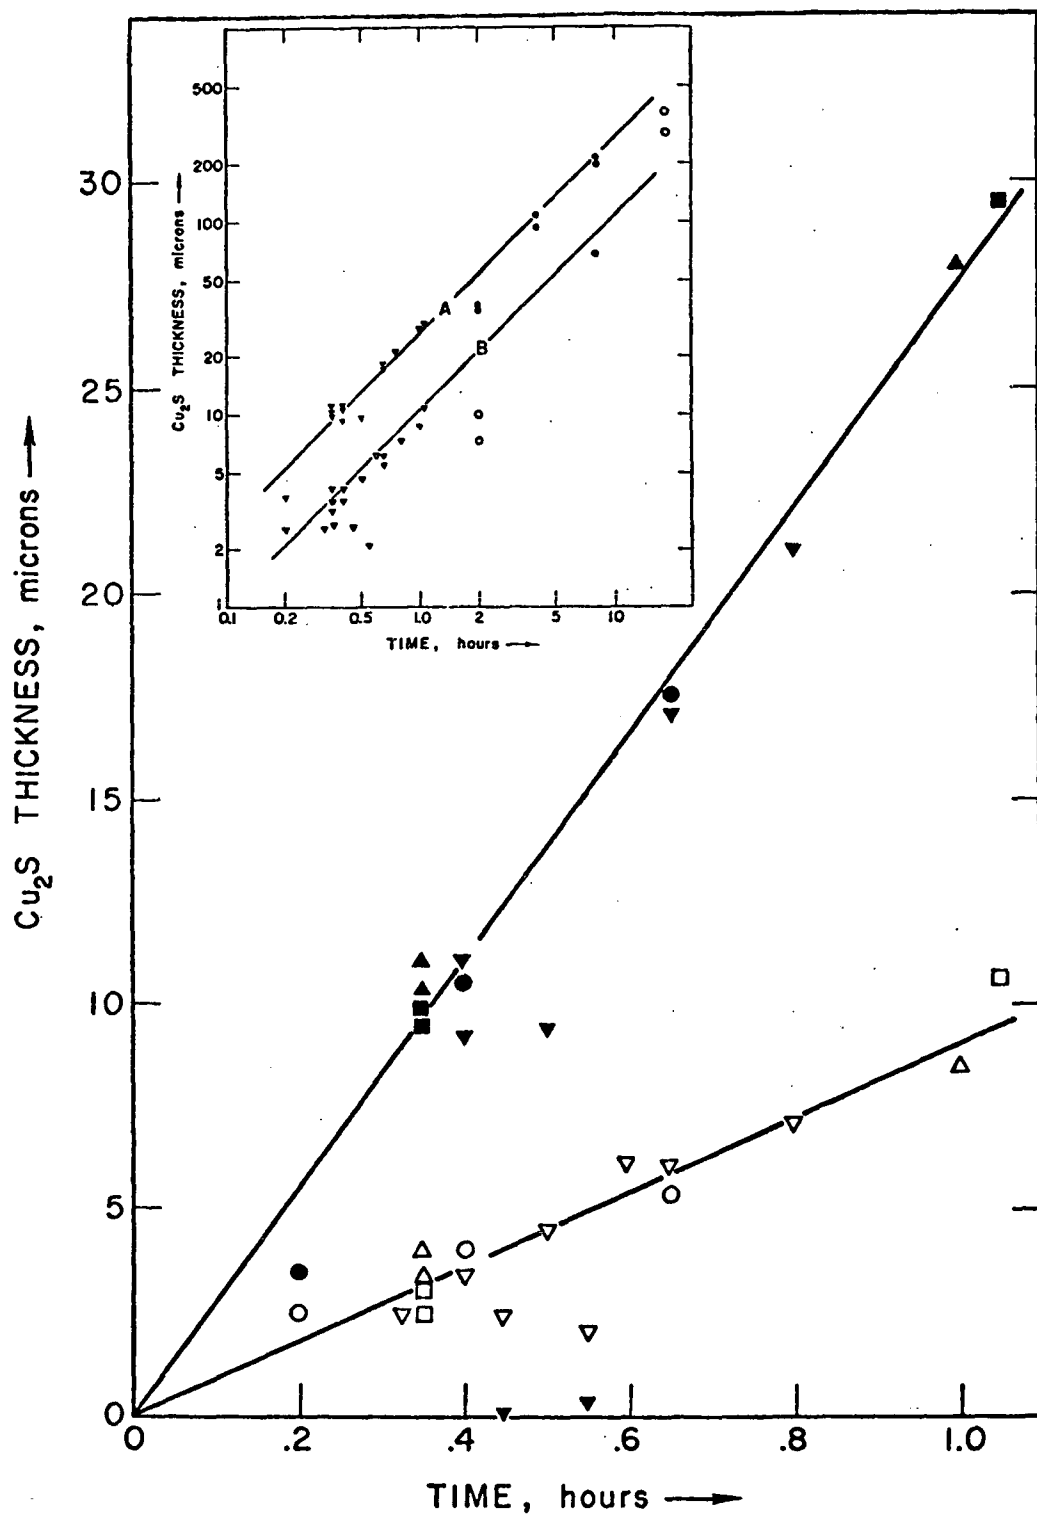 500
200
100
50
20
10
5
2
1
Cu₂S THICKNESS, microns
A
B
0.1 0.2 0.5 1.0 2 5 10
TIME, hours
30
25
20
15
10
5
0
Cu₂S THICKNESS, microns
0 .2 .4 .6 .8 1.0
TIME, hours